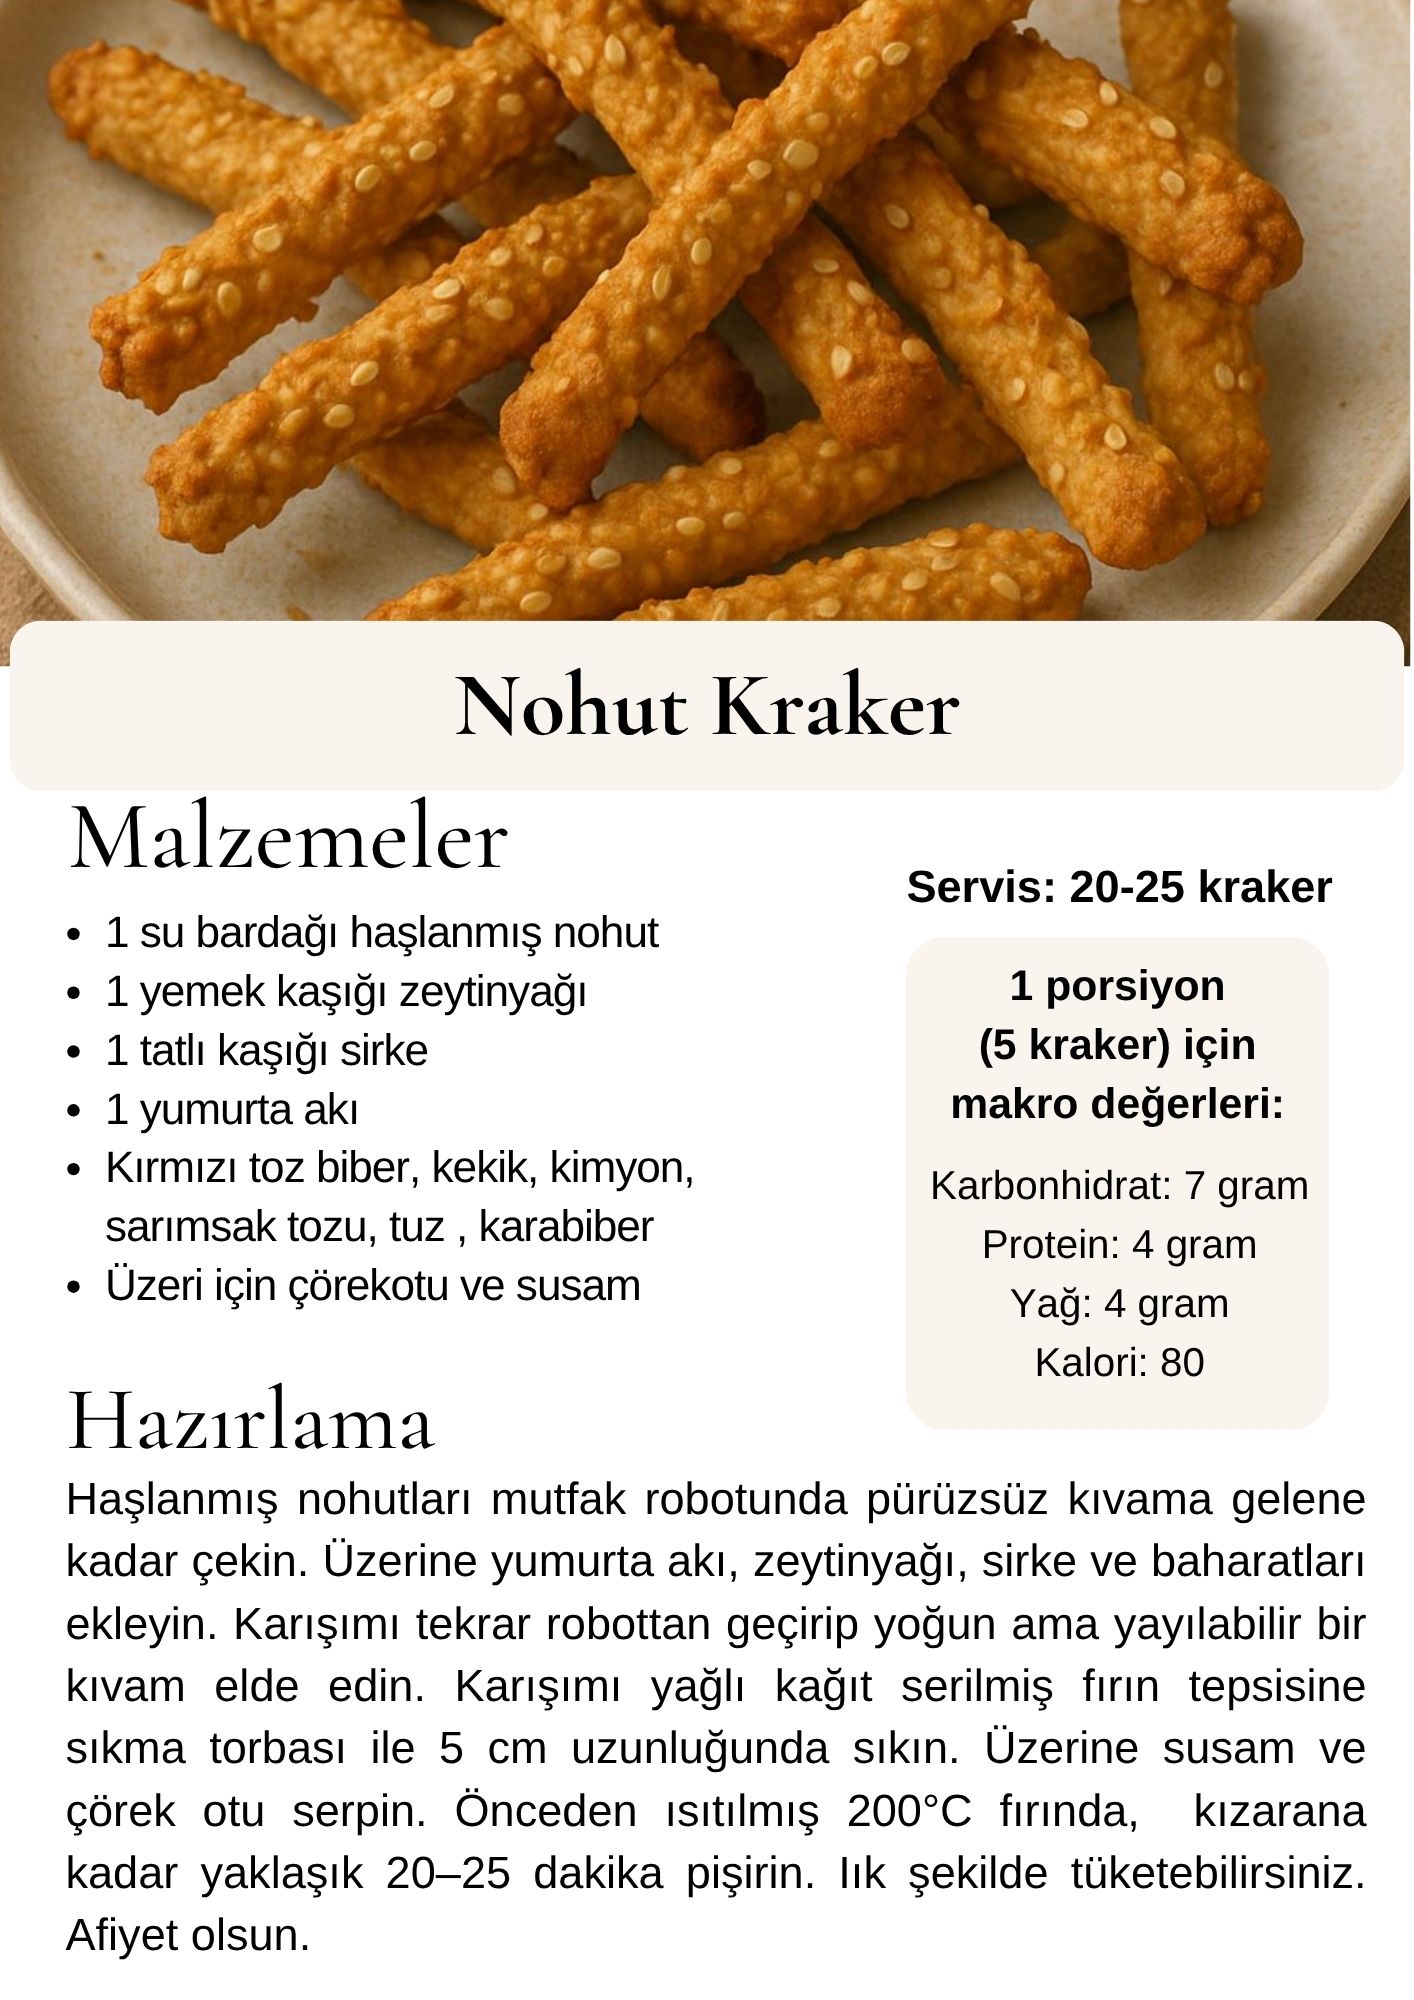 Nohut Kraker
Malzemeler
• 1 su bardağı haşlanmış nohut
• 1 yemek kaşığı zeytinyağı
• 1 tatlı kaşığı sirke
• 1 yumurta akı
• Kırmızı toz biber, kekik, kimyon,
sarımsak tozu, tuz , karabiber
• Üzeri için çörekotu ve susam
Servis: 20-25 kraker
1 porsiyon
(5 kraker) için
makro değerleri:
Karbonhidrat: 7 gram
Protein: 4 gram
Yağ: 4 gram
Kalori: 80
Hazırlama
Haşlanmış nohutları mutfak robotunda pürüzsüz kıvama gelene
kadar çekin. Üzerine yumurta akı, zeytinyağı, sirke ve baharatları
ekleyin. Karışımı tekrar robottan geçirip yoğun ama yayılabilir bir
kıvam elde edin. Karışımı yağlı kağıt serilmiş fırın tepsisine
sıkma torbası ile 5 cm uzunluğunda sıkın. Üzerine susam ve
çörek otu serpin. Önceden ısıtılmış 200°C fırında, kızarana
kadar yaklaşık 20–25 dakika pişirin. Iık şekilde tüketebilirsiniz.
Afiyet olsun.